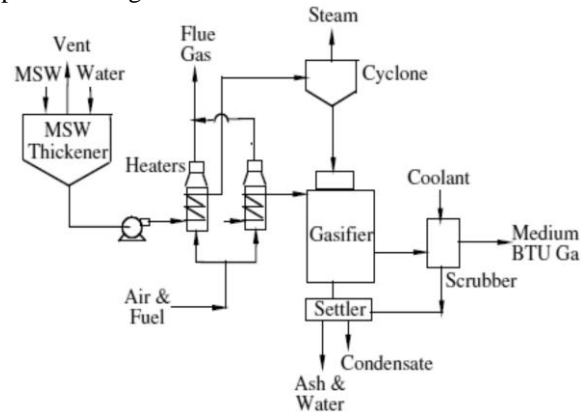 Steam
Flue
Gas
Vent
MSW
Water
Cyclone
MSW
Thickener
Heaters
Coolant
Gasifier
Medium
BTU Ga
Scrubber
Air &
Fuel
Settler
Condensate
Ash &
Water